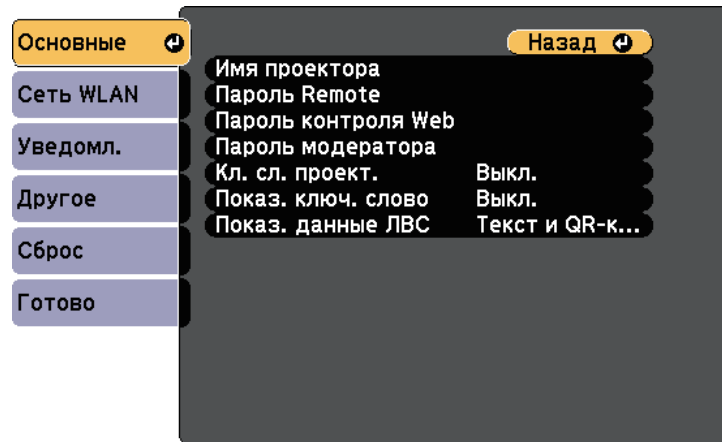 Основные
Сеть WLAN
Уведомл.
Другое
Сброс
Готово
Назад
Имя проектора
Пароль Remote
Пароль контроля Web
Пароль модератора
Кл. сл. проект. Выкл.
Показ. ключ. слово Выкл.
Показ. данные ЛВС Текст и QR-к...